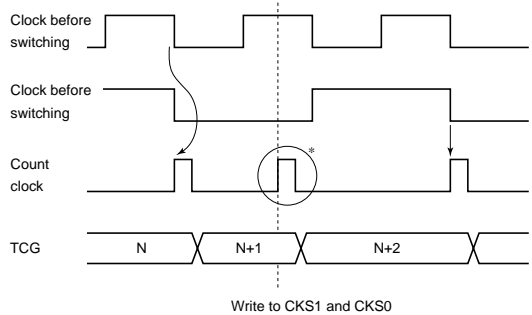 Clock before
switching
Clock before
switching
Count
clock
*
TCG
N
N+1
N+2
Write to CKS1 and CKS0